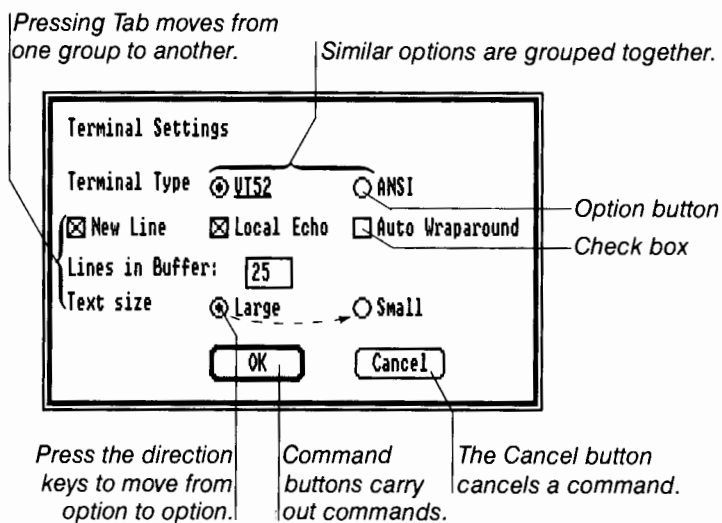 Pressing Tab moves from
one group to another.
Similar options are grouped together.
Terminal Settings
Terminal Type VT52 ANSI
Option button
New Line Local Echo Auto Wraparound
Check box
Lines in Buffer: 25
Text size Large Small
OK Cancel
Press the direction
keys to move from
option to option.
Command
buttons carry
out commands.
The Cancel button
cancels a command.